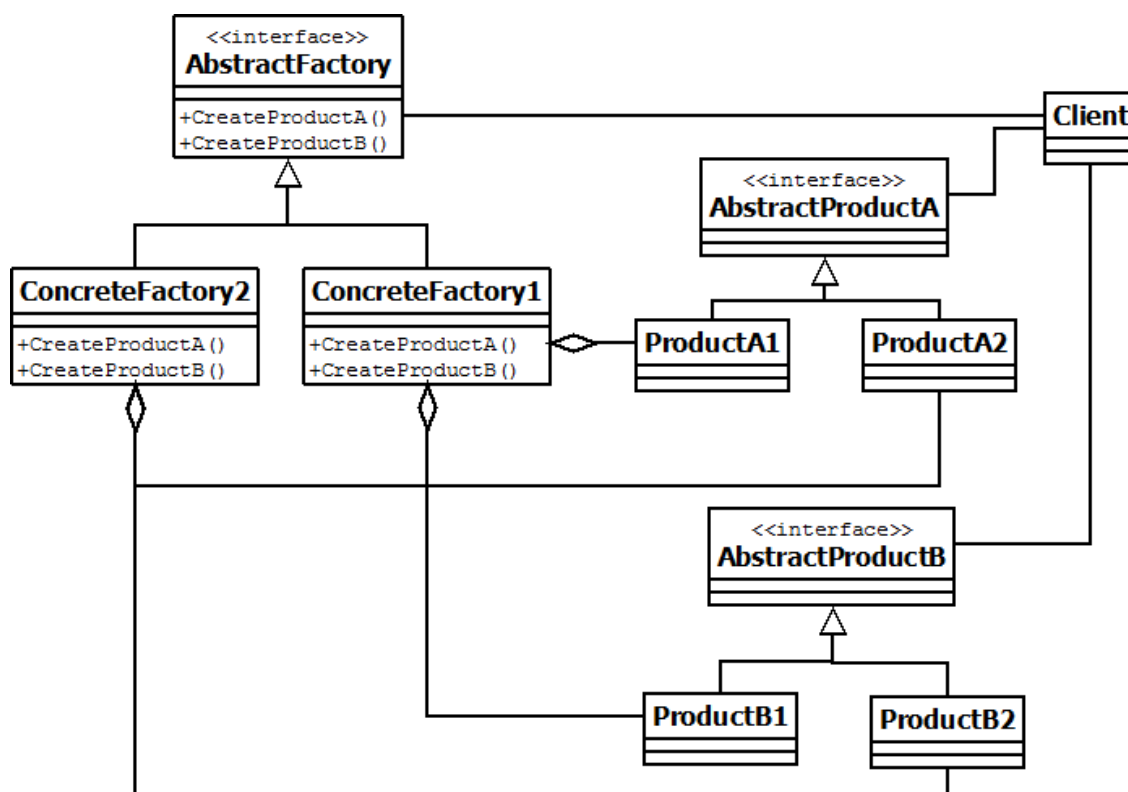 <<interface>>
AbstractFactory
+CreateProductA()
+CreateProductB()
Client
<<interface>>
AbstractProductA
ConcreteFactory2
+CreateProductA()
+CreateProductB()
ConcreteFactory1
+CreateProductA()
+CreateProductB()
ProductA1
ProductA2
<<interface>>
AbstractProductB
ProductB1
ProductB2